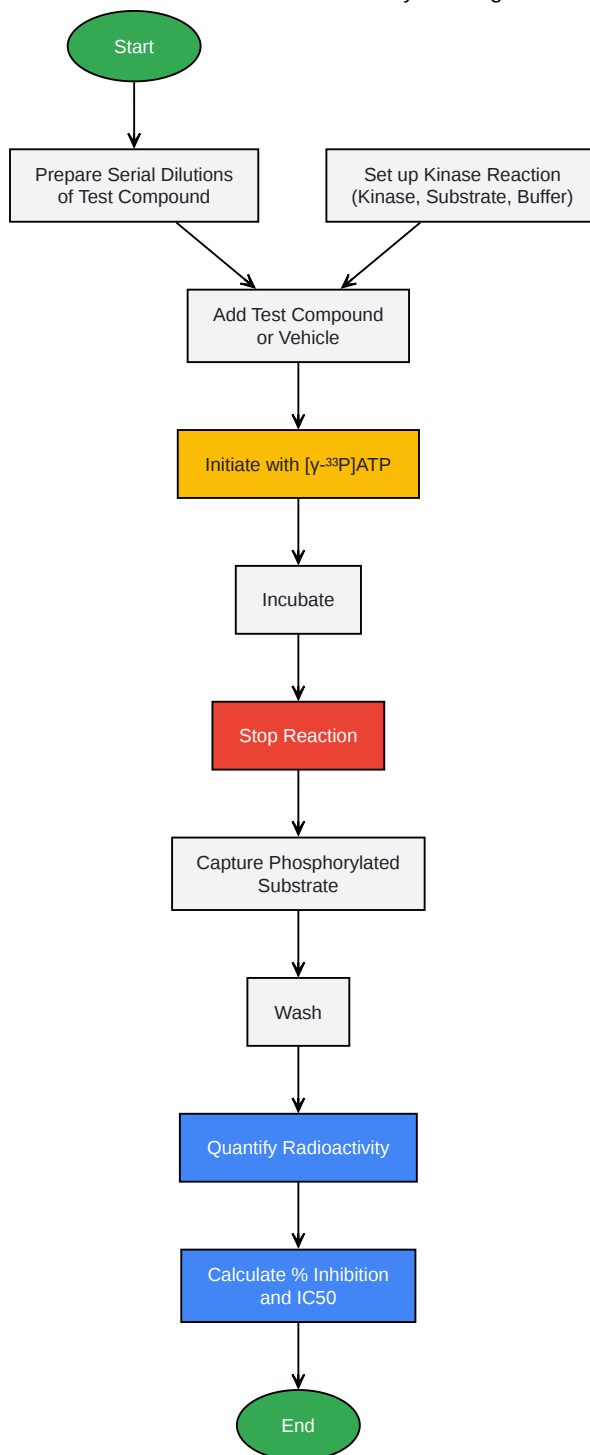 Start
Prepare Serial Dilutions
of Test Compound
Set up Kinase Reaction
(Kinase, Substrate, Buffer)
Add Test Compound
or Vehicle
Initiate with [γ-³³P]ATP
Incubate
Stop Reaction
Capture Phosphorylated
Substrate
Wash
Quantify Radioactivity
Calculate % Inhibition
and IC50
End